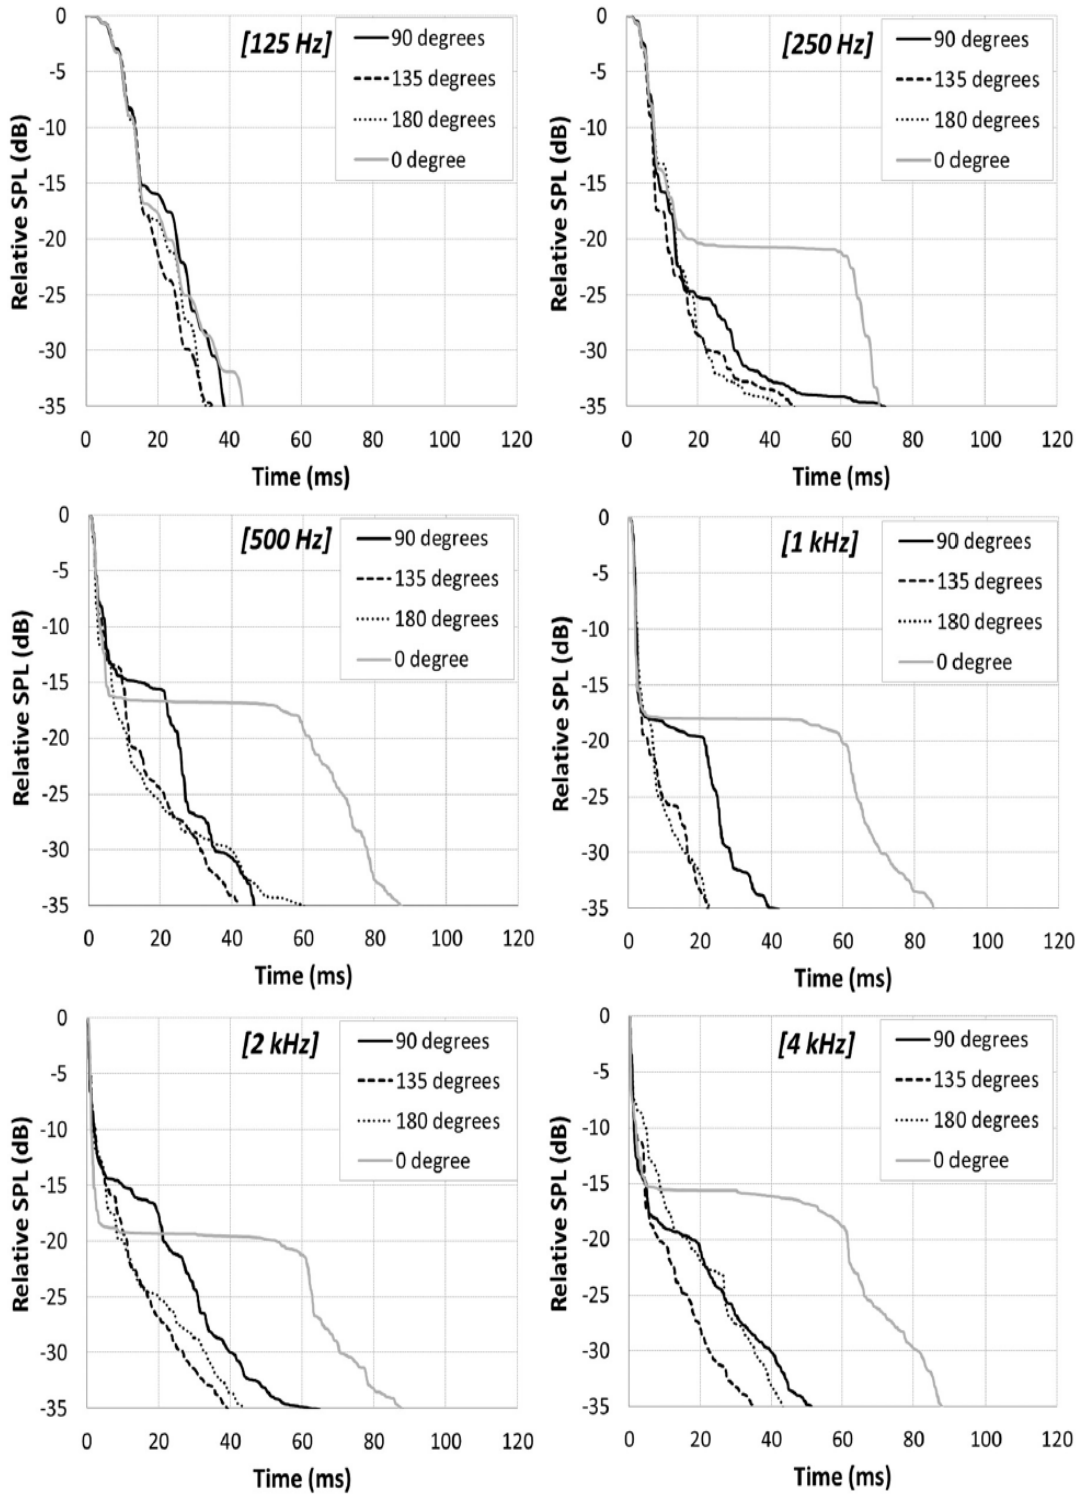 [125 Hz]
90 degrees
135 degrees
180 degrees
0 degree
0
-5
-10
-15
-20
-25
-30
-35
Relative SPL (dB)
0 20 40 60 80 100 120
Time (ms)
[250 Hz]
90 degrees
135 degrees
180 degrees
0 degree
0
-5
-10
-15
-20
-25
-30
-35
Relative SPL (dB)
0 20 40 60 80 100 120
Time (ms)
[500 Hz]
90 degrees
135 degrees
180 degrees
0 degree
0
-5
-10
-15
-20
-25
-30
-35
Relative SPL (dB)
0 20 40 60 80 100 120
Time (ms)
[1 kHz]
90 degrees
135 degrees
180 degrees
0 degree
0
-5
-10
-15
-20
-25
-30
-35
Relative SPL (dB)
0 20 40 60 80 100 120
Time (ms)
[2 kHz]
90 degrees
135 degrees
180 degrees
0 degree
0
-5
-10
-15
-20
-25
-30
-35
Relative SPL (dB)
0 20 40 60 80 100 120
Time (ms)
[4 kHz]
90 degrees
135 degrees
180 degrees
0 degree
0
-5
-10
-15
-20
-25
-30
-35
Relative SPL (dB)
0 20 40 60 80 100 120
Time (ms)